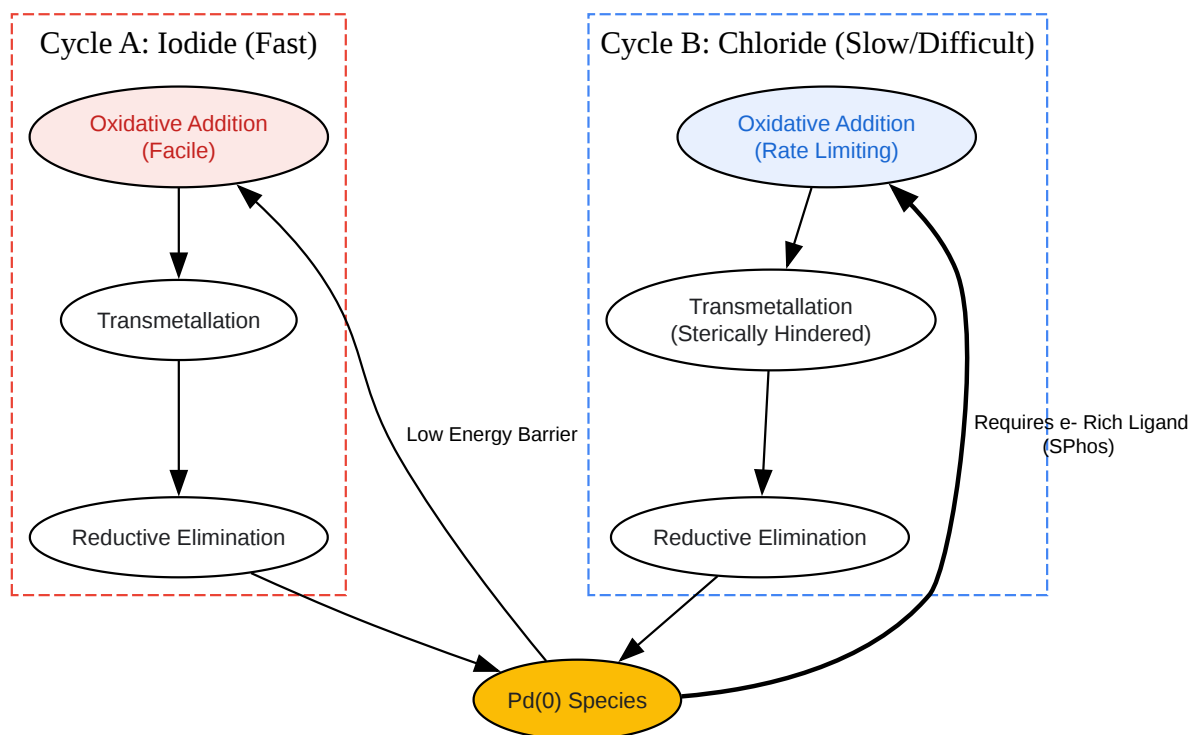 Cycle A: Iodide (Fast)
Oxidative Addition
(Facile)
Transmetallation
Reductive Elimination
Low Energy Barrier
Cycle B: Chloride (Slow/Difficult)
Oxidative Addition
(Rate Limiting)
Transmetallation
(Sterically Hindered)
Reductive Elimination
Requires e- Rich Ligand
(SPhos)
Pd(0) Species